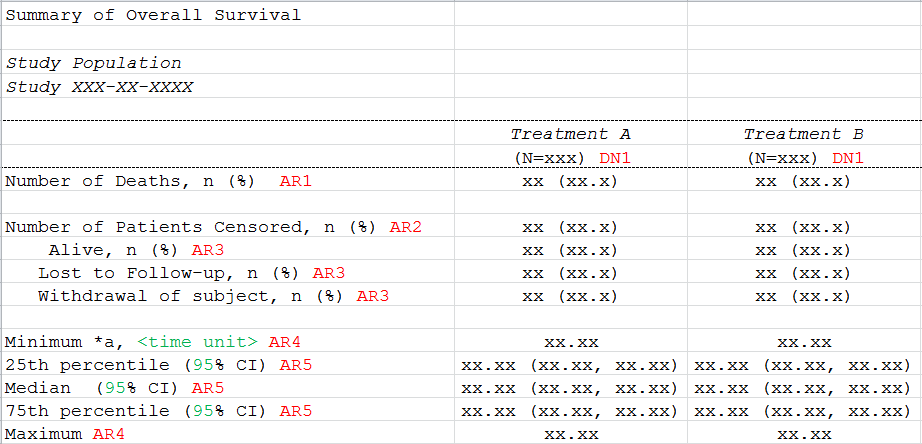 Summary of Overall Survival
Study Population
Study XXX-XX-XXXX
Treatment A Treatment B
(N=xxx) DN1 (N=xxx) DN1
Number of Deaths, n (%) AR1 xx (xx.x) xx (xx.x)
Number of Patients Censored, n (%) AR2 xx (xx.x) xx (xx.x)
Alive, n (%) AR3 xx (xx.x) xx (xx.x)
Lost to Follow-up, n (%) AR3 xx (xx.x) xx (xx.x)
Withdrawal of subject, n (%) AR3 xx (xx.x) xx (xx.x)
Minimum *a, <time unit> AR4 xx.xx xx.xx
25th percentile (95% CI) AR5 xx.xx (xx.xx, xx.xx) xx.xx (xx.xx, xx.xx)
Median (95% CI) AR5 xx.xx (xx.xx, xx.xx) xx.xx (xx.xx, xx.xx)
75th percentile (95% CI) AR5 xx.xx (xx.xx, xx.xx) xx.xx (xx.xx, xx.xx)
Maximum AR4 xx.xx xx.xx